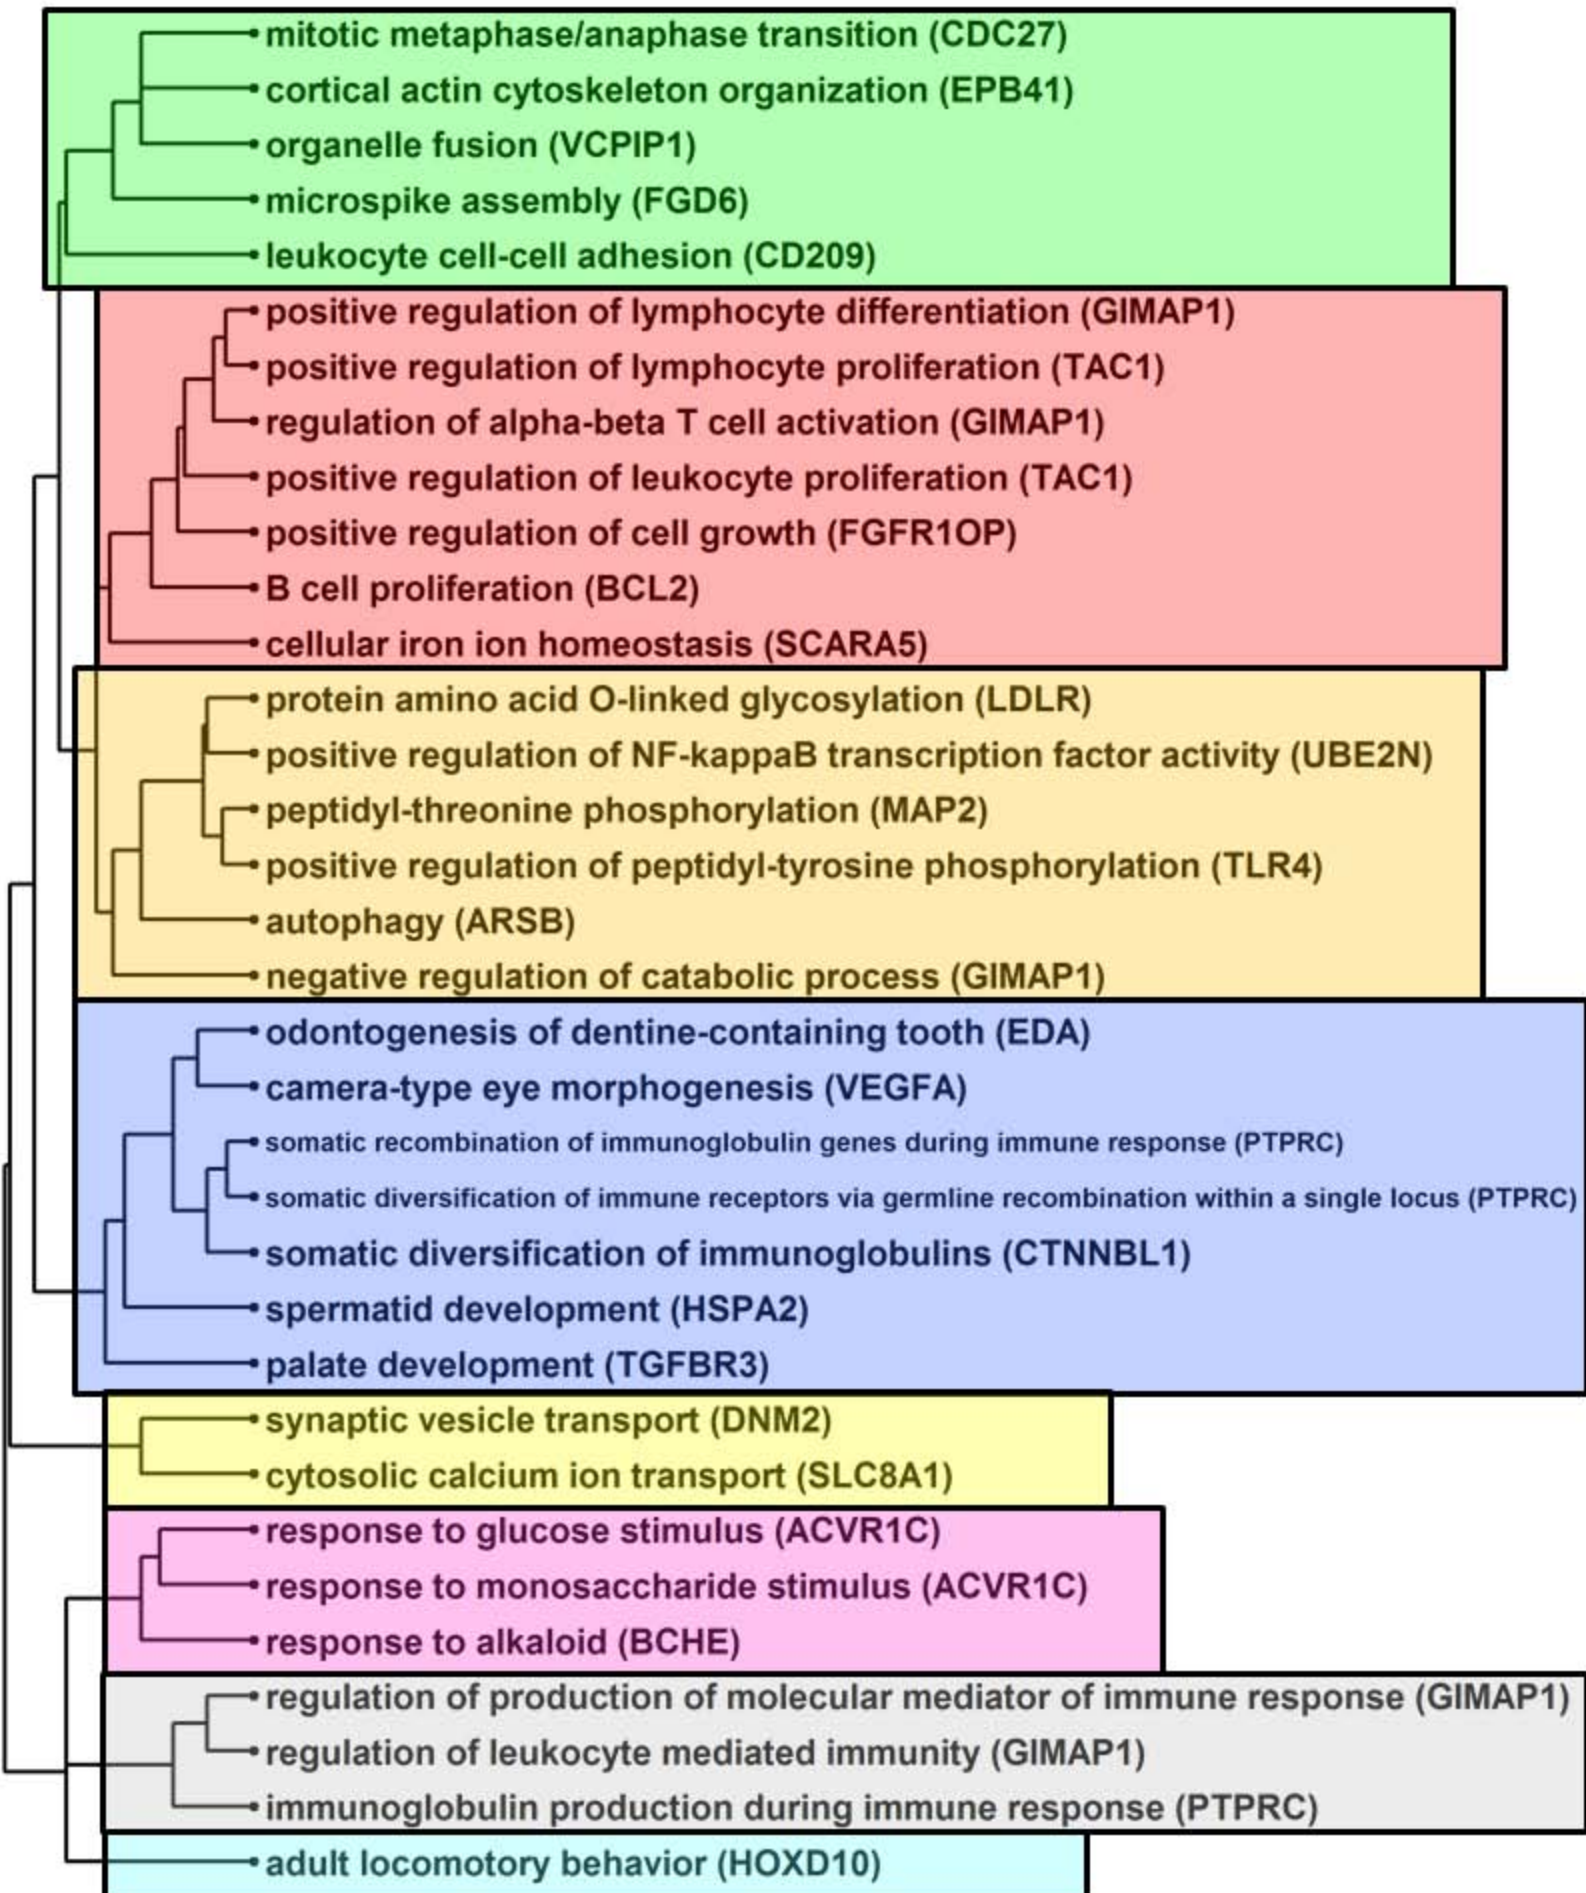 mitotic metaphase/anaphase transition (CDC27)
cortical actin cytoskeleton organization (EPB41)
organelle fusion (VCPIP1)
microspike assembly (FGD6)
leukocyte cell-cell adhesion (CD209)
positive regulation of lymphocyte differentiation (GIMAP1)
positive regulation of lymphocyte proliferation (TAC1)
regulation of alpha-beta T cell activation (GIMAP1)
positive regulation of leukocyte proliferation (TAC1)
positive regulation of cell growth (FGFR1OP)
B cell proliferation (BCL2)
cellular iron ion homeostasis (SCARA5)
protein amino acid O-linked glycosylation (LDLR)
positive regulation of NF-kappaB transcription factor activity (UBE2N)
peptidyl-threonine phosphorylation (MAP2)
positive regulation of peptidyl-tyrosine phosphorylation (TLR4)
autophagy (ARSB)
negative regulation of catabolic process (GIMAP1)
odontogenesis of dentine-containing tooth (EDA)
camera-type eye morphogenesis (VEGFA)
somatic recombination of immunoglobulin genes during immune response (PTPRC)
somatic diversification of immune receptors via germline recombination within a single locus (PTPRC)
somatic diversification of immunoglobulins (CTNNBL1)
spermatid development (HSPA2)
palate development (TGFBR3)
synaptic vesicle transport (DNM2)
cytosolic calcium ion transport (SLC8A1)
response to glucose stimulus (ACVR1C)
response to monosaccharide stimulus (ACVR1C)
response to alkaloid (BCHE)
regulation of production of molecular mediator of immune response (GIMAP1)
regulation of leukocyte mediated immunity (GIMAP1)
immunoglobulin production during immune response (PTPRC)
adult locomotory behavior (HOXD10)